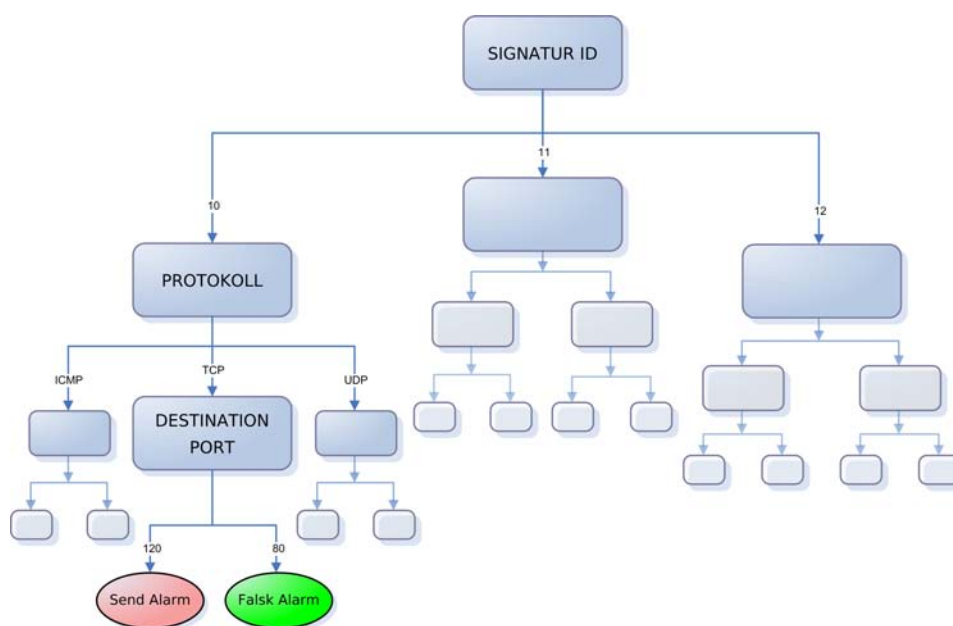 SIGNATUR ID
11
10
12
PROTOKOLL
ICMP
TCP
UDP
DESTINATION
PORT
120
80
Send Alarm
Falsk Alarm